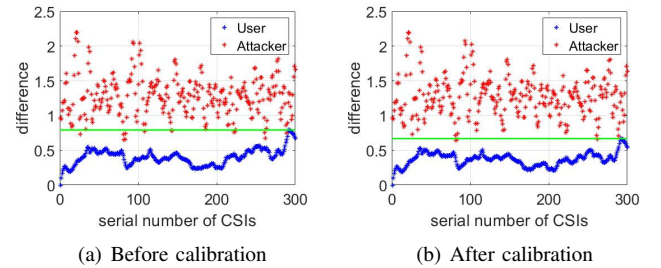 2.5
2
1.5
1
0.5
0
difference
User
Attacker
0
100
200
300
serial number of CSIs
(a) Before calibration
2.5
2
1.5
1
0.5
0
difference
User
Attacker
0
100
200
300
serial number of CSIs
(b) After calibration